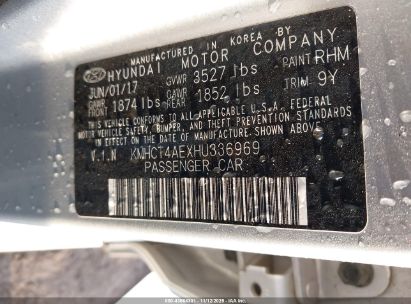 MANUFACTURED IN KOREA BY
HYUNDAI MOTOR COMPANY
JUN/01/17 GVWR 3527 lbs PAINT RHM
GAWR FRONT 1874 lbs GAWR REAR 1852 lbs TRIM 9Y
THIS VEHICLE CONFORMS TO ALL APPLICABLE U.S. FEDERAL
MOTOR VEHICLE SAFETY, BUMPER, AND THEFT PREVENTION STANDARDS
IN EFFECT ON THE DATE OF MANUFACTURE SHOWN ABOVE.
V.I.N KMHCT4AEXHU336969
PASSENGER CAR